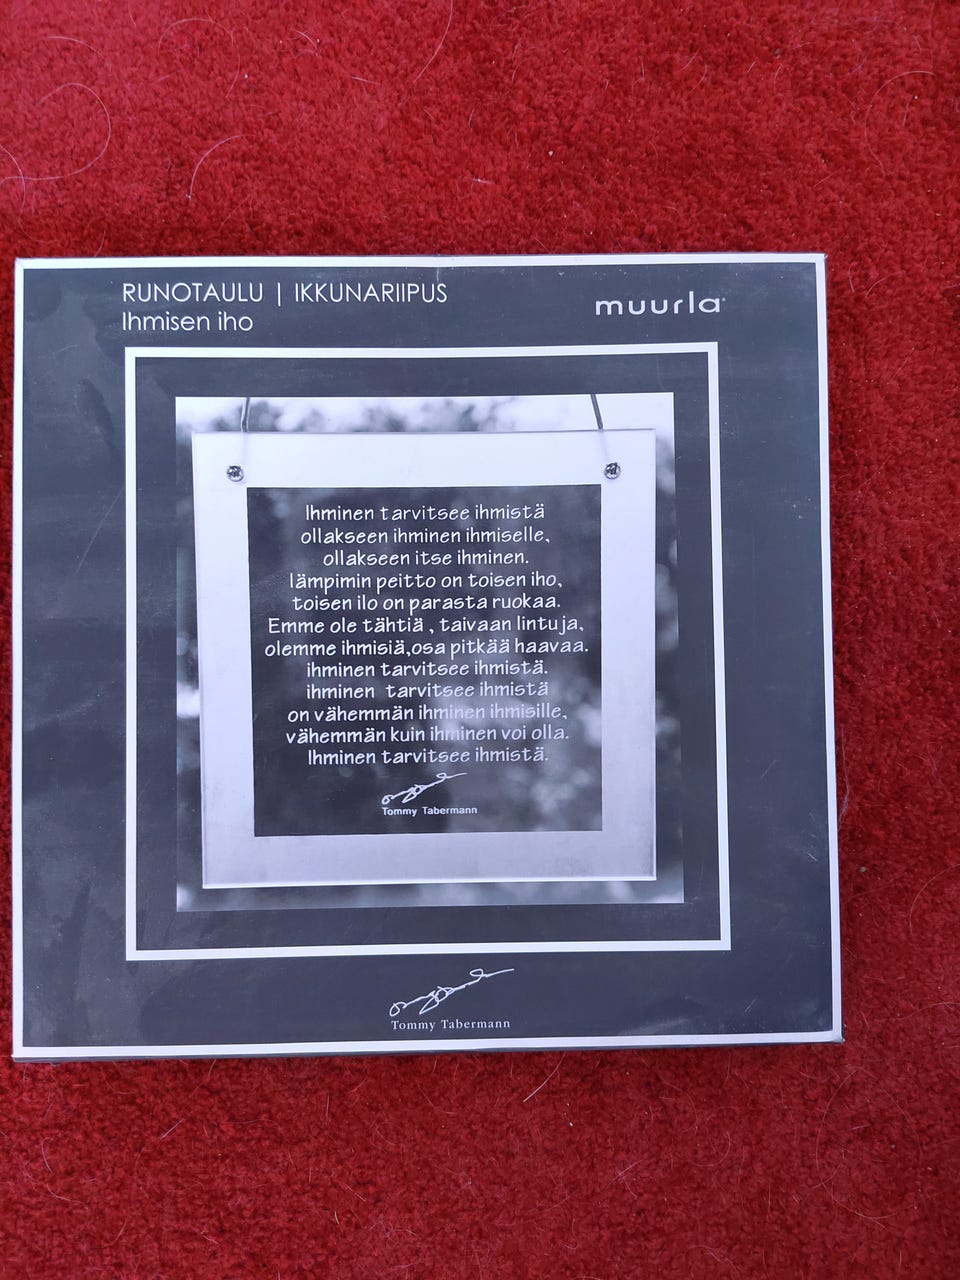 RUNOTAULU | IKKUNARIIPUS
Ihmisen iho
muurla
Ihminen tarvitsee ihmistä
ollakseen ihminen ihmiselle,
ollakseen itse ihminen.
lämpimin peitto on toisen iho,
toisen ilo on parasta ruokaa.
Emme ole tähtiä , taivaan lintuja,
olemme ihmisiä,osa pitkää haavaa.
ihminen tarvitsee ihmistä.
ihminen tarvitsee ihmistä
on vähemmän ihminen ihmisille,
vähemmän kuin ihminen voi olla.
Ihminen tarvitsee ihmistä.
Tommy Tabermann
Tommy Tabermann